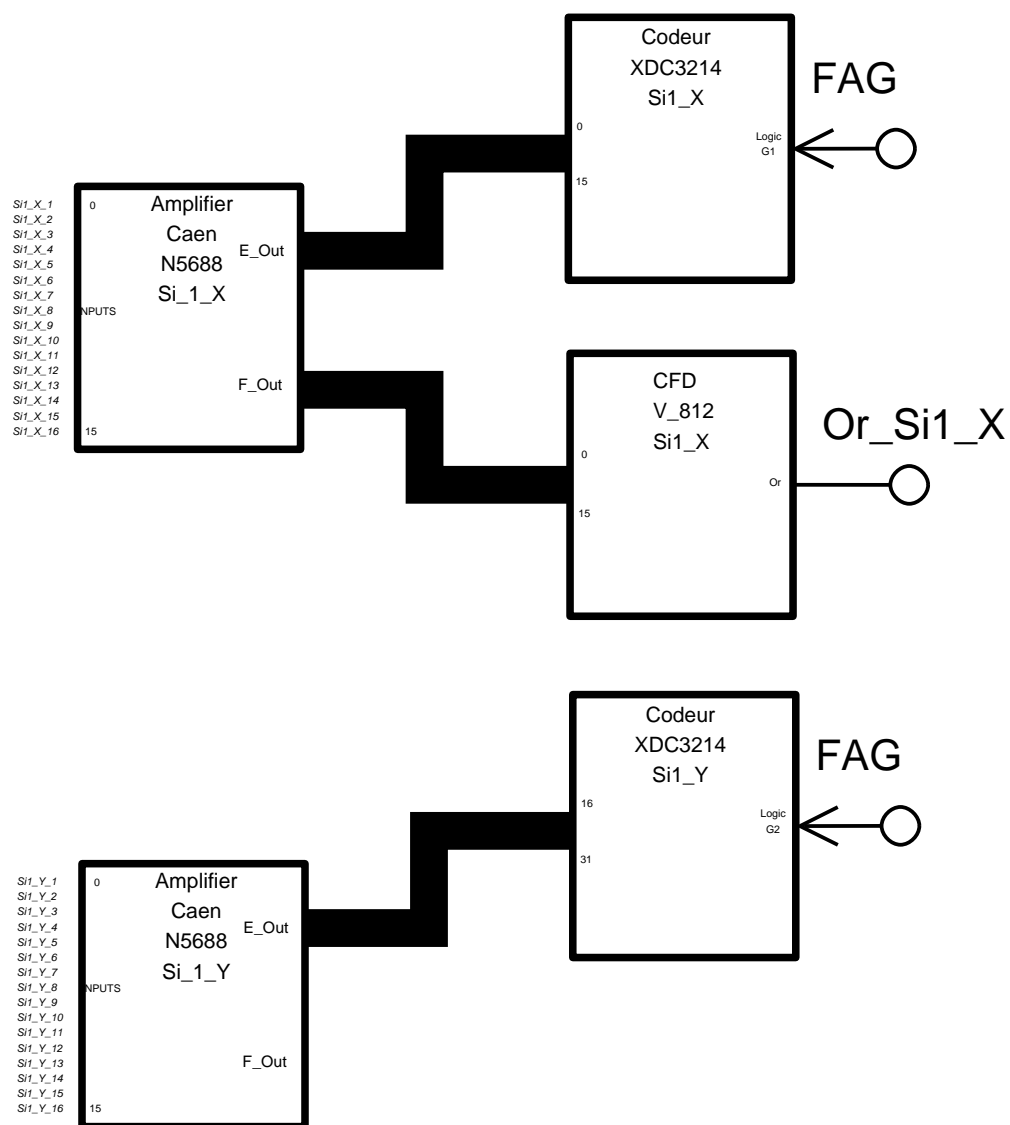 Codeur
XDC3214
Si1_X
0
15
Logic
G1
FAG
Si1_X_1
Si1_X_2
Si1_X_3
Si1_X_4
Si1_X_5
Si1_X_6
Si1_X_7
Si1_X_8
Si1_X_9
Si1_X_10
Si1_X_11
Si1_X_12
Si1_X_13
Si1_X_14
Si1_X_15
Si1_X_16
0
NPUTS
15
Amplifier
Caen
N5688
Si_1_X
E_Out
F_Out
CFD
V_812
Si1_X
0
15
Or
Or_Si1_X
Codeur
XDC3214
Si1_Y
16
31
Logic
G2
FAG
Si1_Y_1
Si1_Y_2
Si1_Y_3
Si1_Y_4
Si1_Y_5
Si1_Y_6
Si1_Y_7
Si1_Y_8
Si1_Y_9
Si1_Y_10
Si1_Y_11
Si1_Y_12
Si1_Y_13
Si1_Y_14
Si1_Y_15
Si1_Y_16
0
NPUTS
15
Amplifier
Caen
N5688
Si_1_Y
E_Out
F_Out